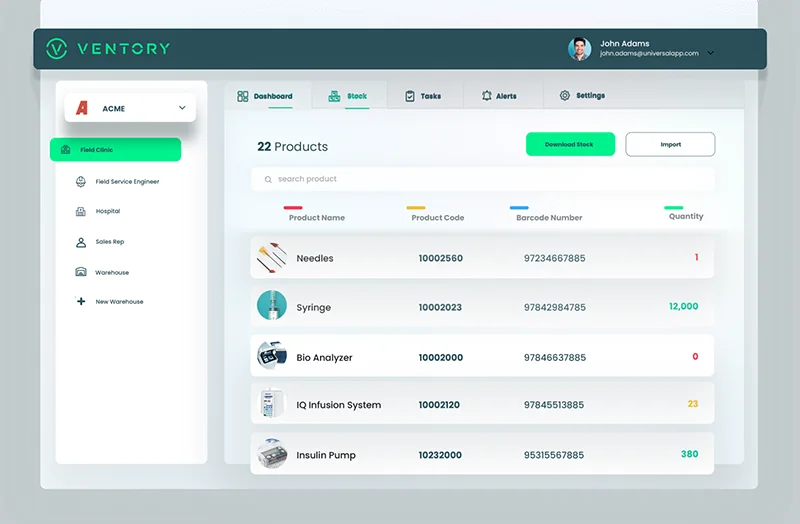 VENTORY
John Adams
john.adams@universalapp.com
A ACME
Dashboard Stock Tasks Alerts Settings
Field Clinic
Field Service Engineer
Hospital
Sales Rep
Warehouse
New Warehouse
22 Products
Download Stock
Import
search product
Product Name Product Code Barcode Number Quantity
Needles 10002560 97234667885 1
Syringe 10002023 97842984785 12,000
Bio Analyzer 10002000 97846637885 0
IQ Infusion System 10002120 97845513885 23
Insulin Pump 10232000 95315567885 380